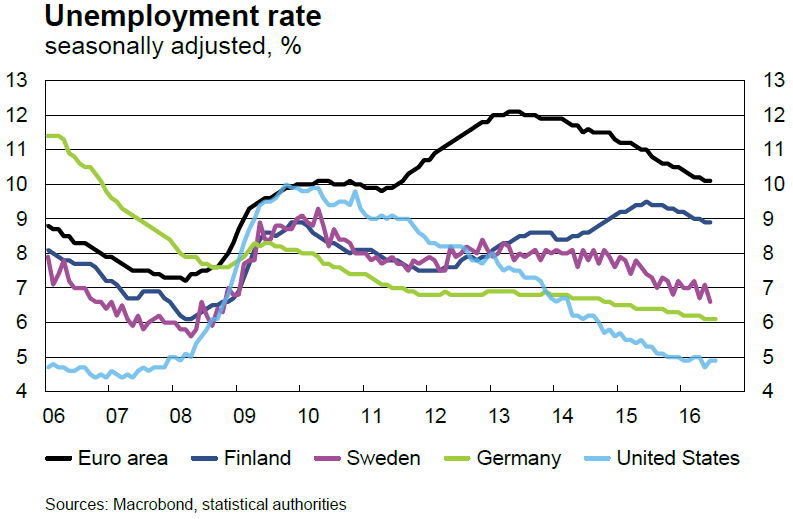 Unemployment rate
seasonally adjusted, %
13 13
12 12
11 11
10 10
9 9
8 8
7 7
6 6
5 5
4 4
06 07 08 09 10 11 12 13 14 15 16
Euro area Finland Sweden Germany United States
Sources: Macrobond, statistical authorities